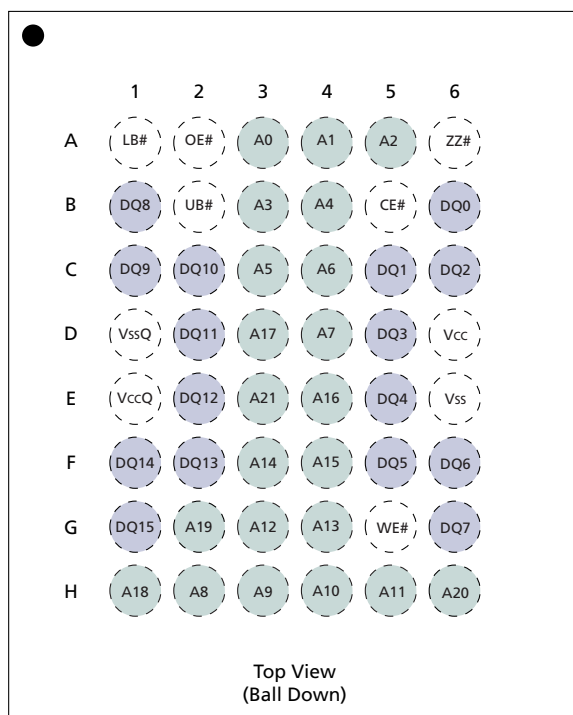 1 2 3 4 5 6
A LB# OE# A0 A1 A2 ZZ#
B DQ8 UB# A3 A4 CE# DQ0
C DQ9 DQ10 A5 A6 DQ1 DQ2
D VssQ DQ11 A17 A7 DQ3 Vcc
E VccQ DQ12 A21 A16 DQ4 Vss
F DQ14 DQ13 A14 A15 DQ5 DQ6
G DQ15 A19 A12 A13 WE# DQ7
H A18 A8 A9 A10 A11 A20
Top View
(Ball Down)